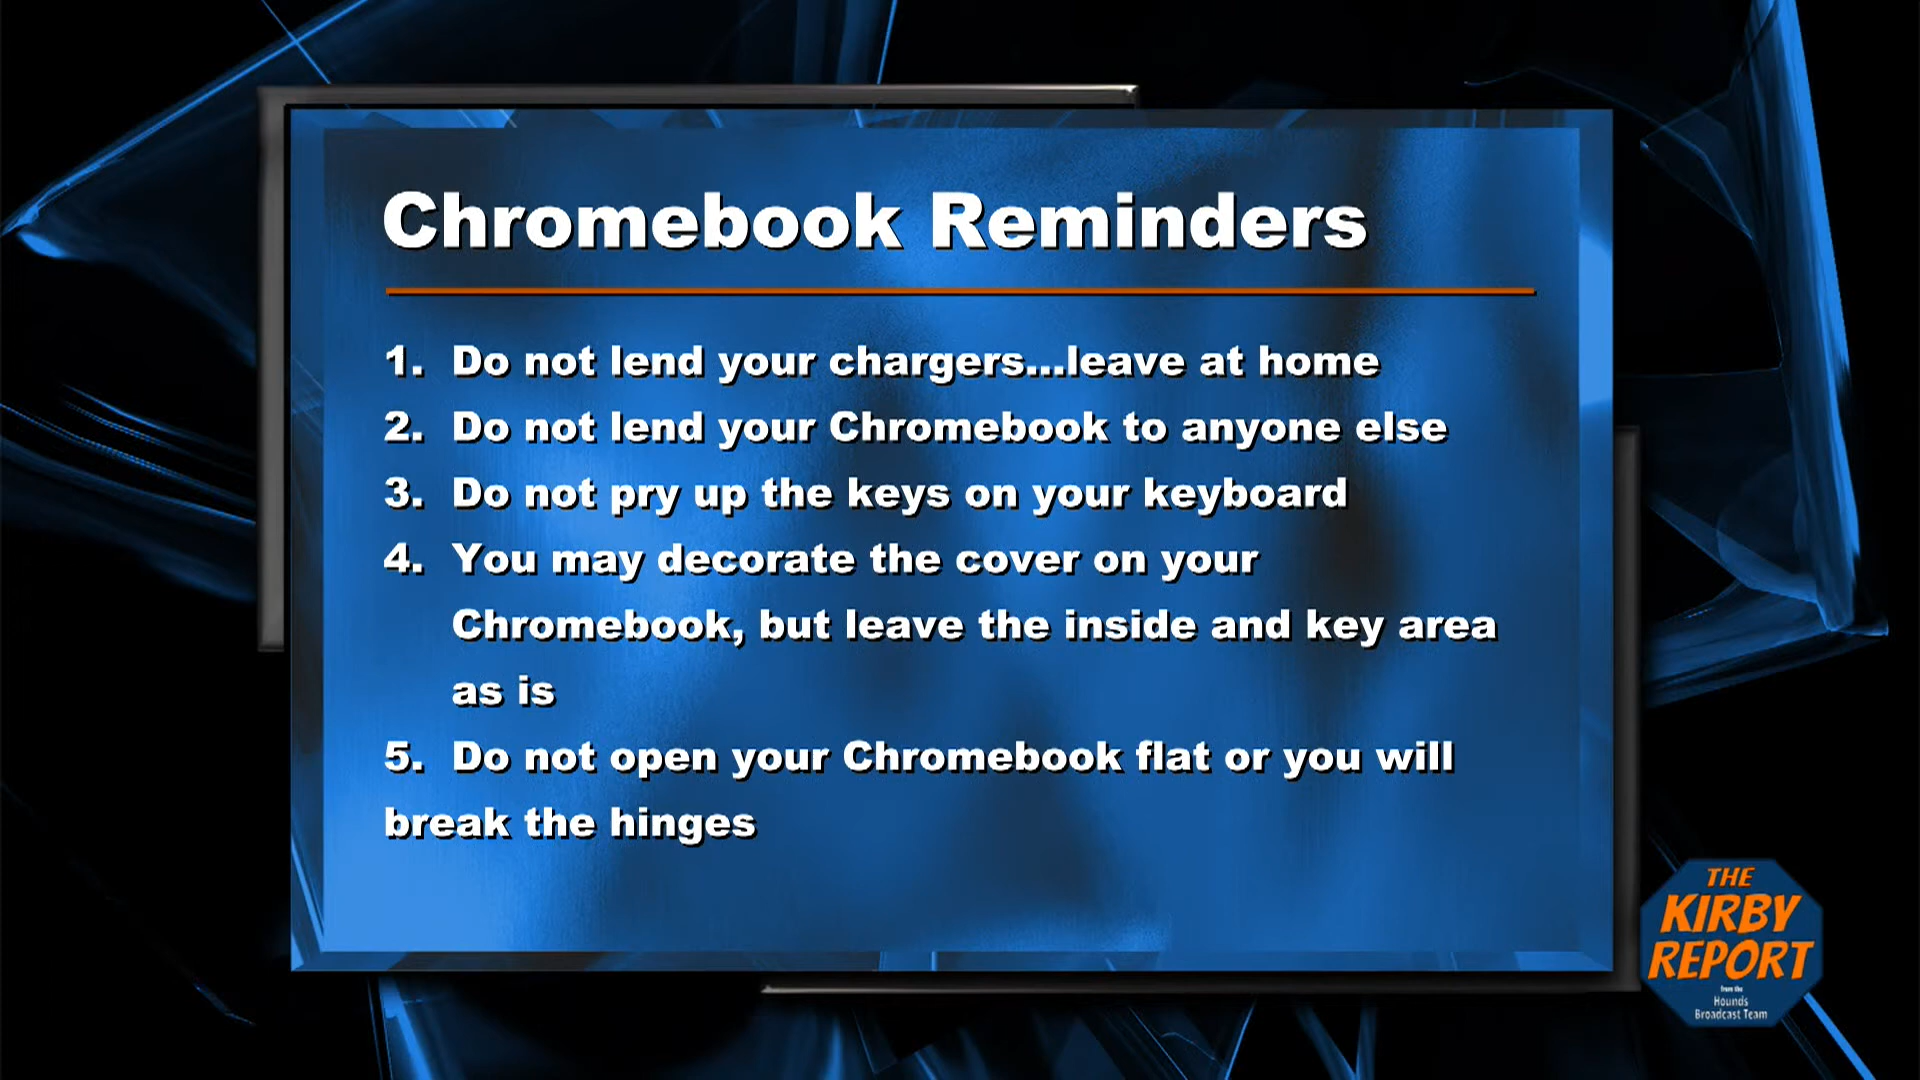 Chromebook Reminders
1. Do not lend your chargers...leave at home
2. Do not lend your Chromebook to anyone else
3. Do not pry up the keys on your keyboard
4. You may decorate the cover on your
Chromebook, but leave the inside and key area
as is
5. Do not open your Chromebook flat or you will
break the hinges
THE
KIRBY
REPORT
from the
Hounds
Broadcast Team